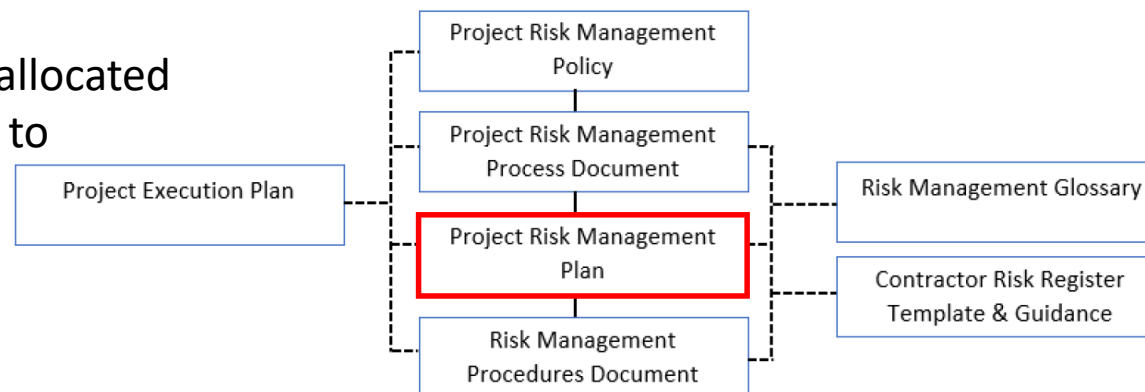 allocated
to
Project Execution Plan
Project Risk Management
Policy
Project Risk Management
Process Document
Project Risk Management
Plan
Risk Management
Procedures Document
Risk Management Glossary
Contractor Risk Register
Template & Guidance